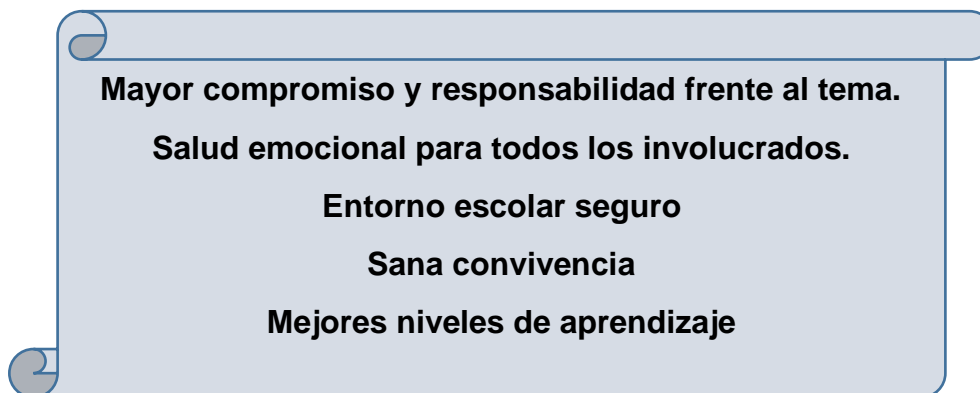 Mayor compromiso y responsabilidad frente al tema.
Salud emocional para todos los involucrados.
Entorno escolar seguro
Sana convivencia
Mejores niveles de aprendizaje